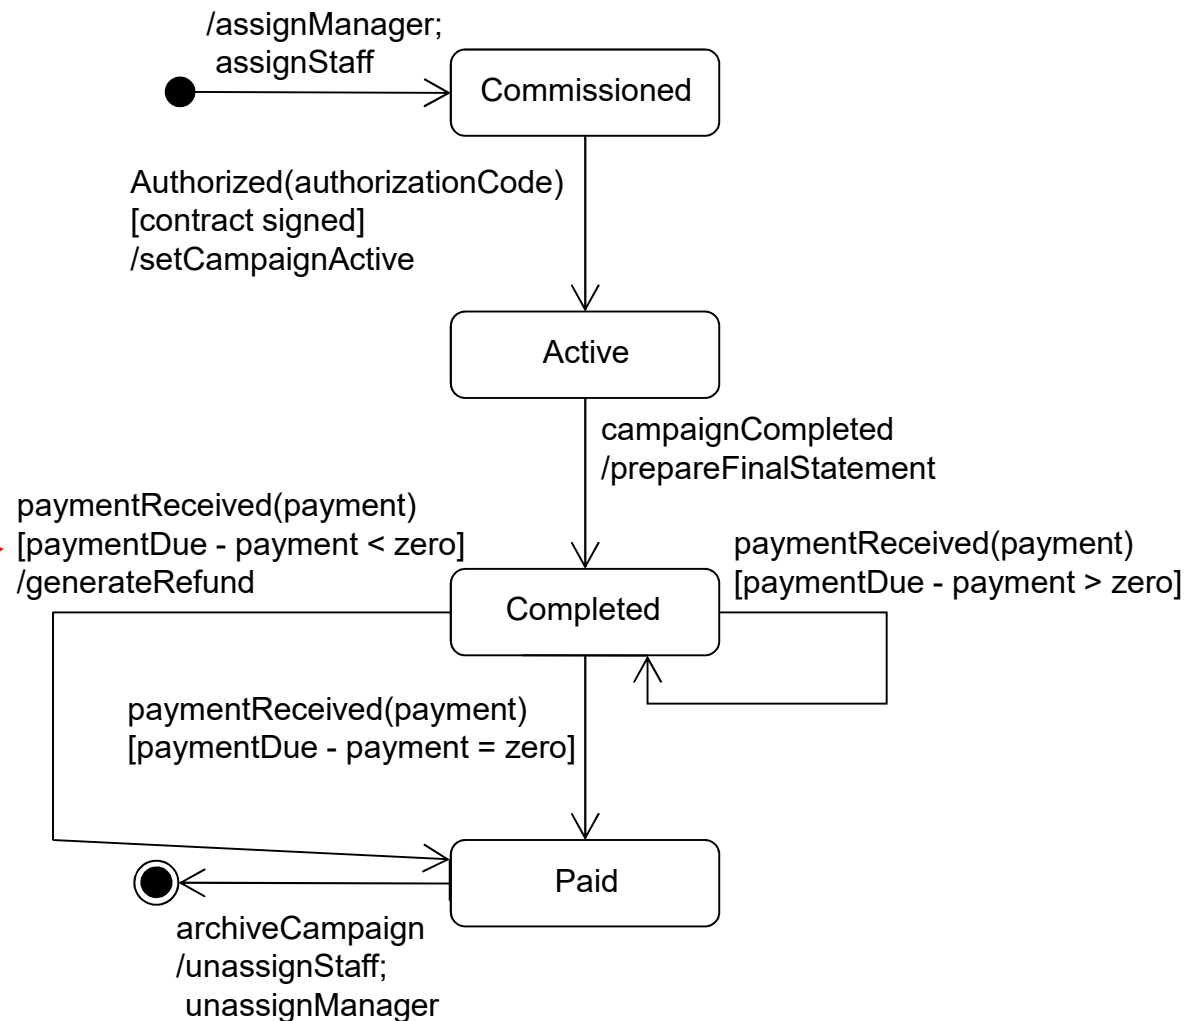 /assignManager;
assignStaff
Commissioned
Authorized(authorizationCode)
[contract signed]
/setCampaignActive
Active
campaignCompleted
/prepareFinalStatement
paymentReceived(payment)
[paymentDue - payment < zero]
/generateRefund
paymentReceived(payment)
[paymentDue - payment > zero]
Completed
paymentReceived(payment)
[paymentDue - payment = zero]
Paid
archiveCampaign
/unassignStaff;
unassignManager